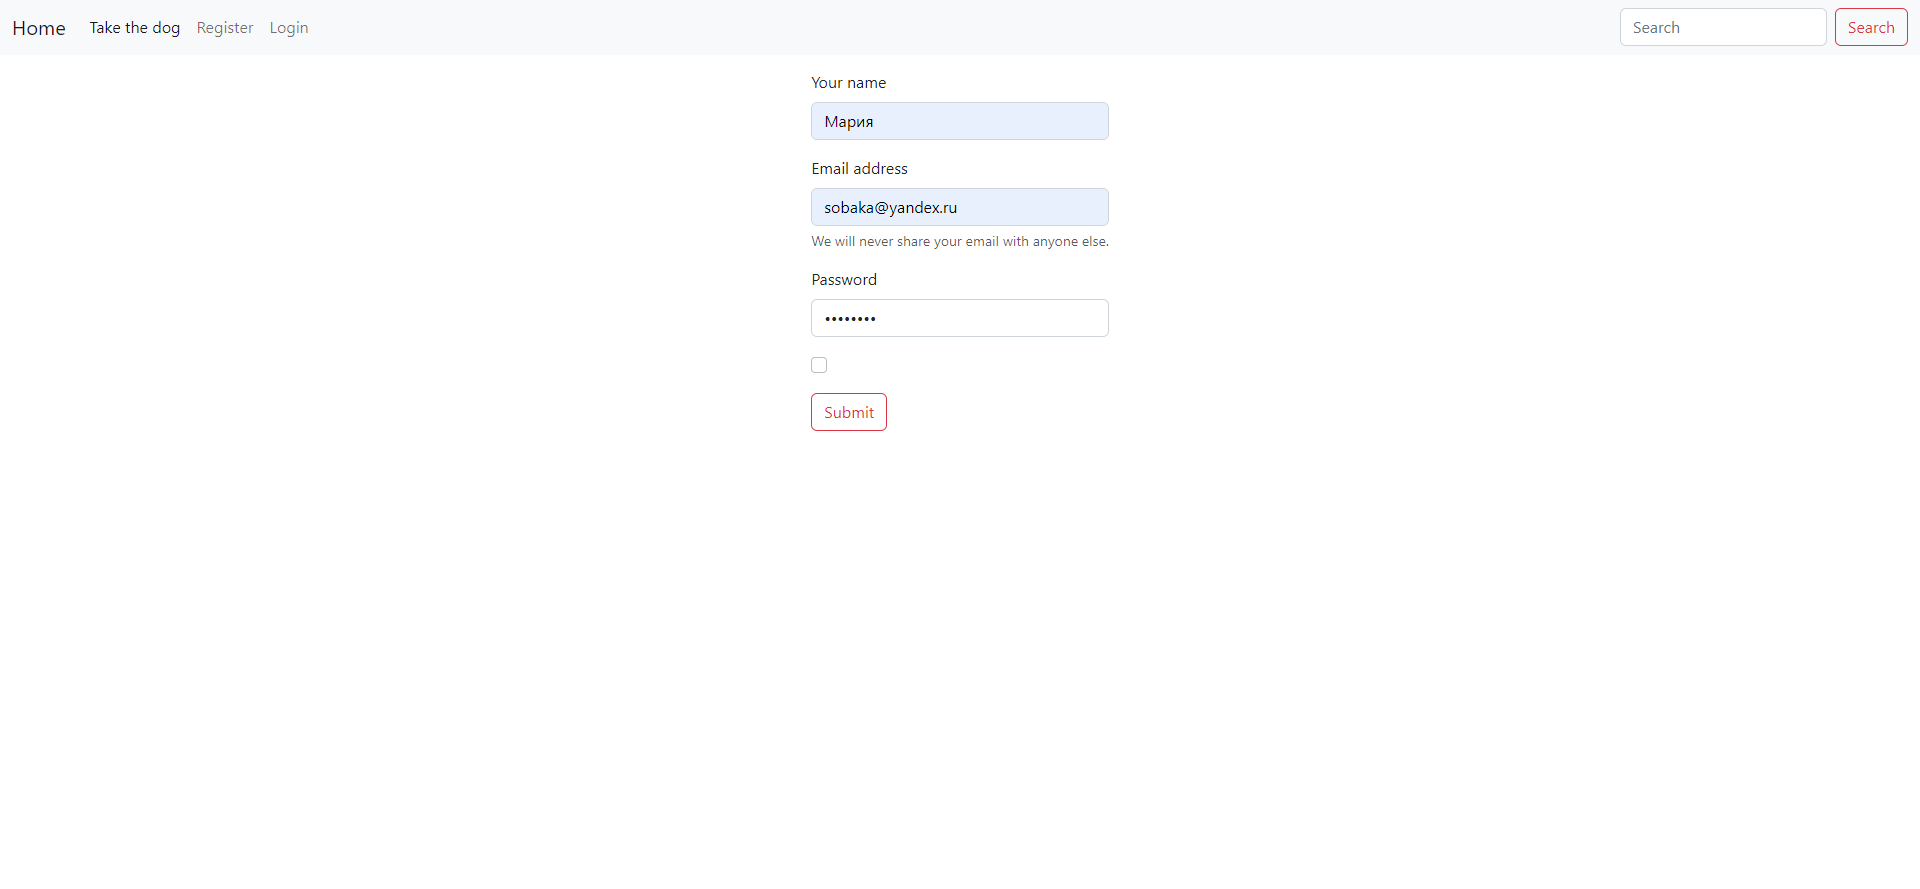 Home Take the dog Register Login Search Search
Your name
Мария
Email address
sobaka@yandex.ru
We will never share your email with anyone else.
Password
••••••••
Submit